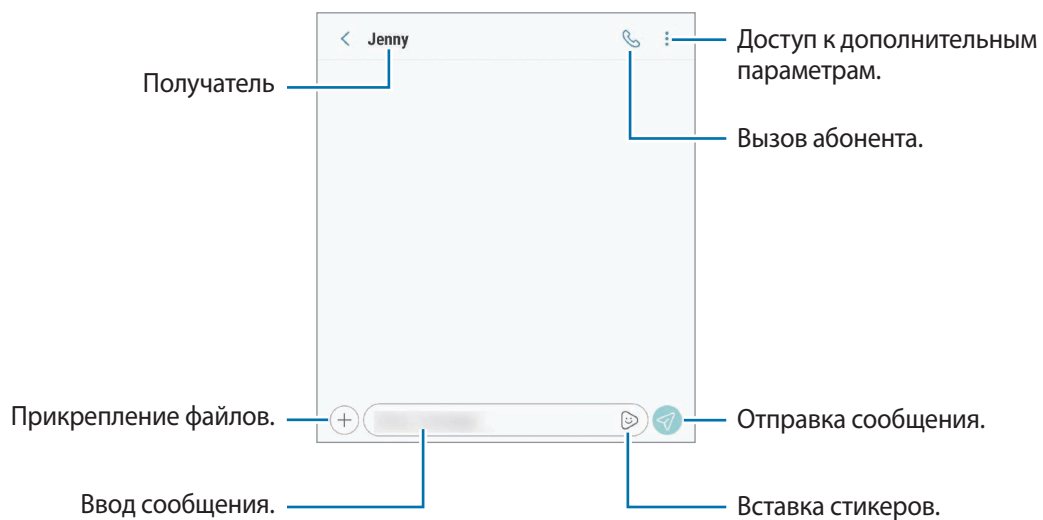 Jenny
Доступ к дополнительным
параметрам.
Получатель
Вызов абонента.
Прикрепление файлов.
Отправка сообщения.
Ввод сообщения.
Вставка стикеров.